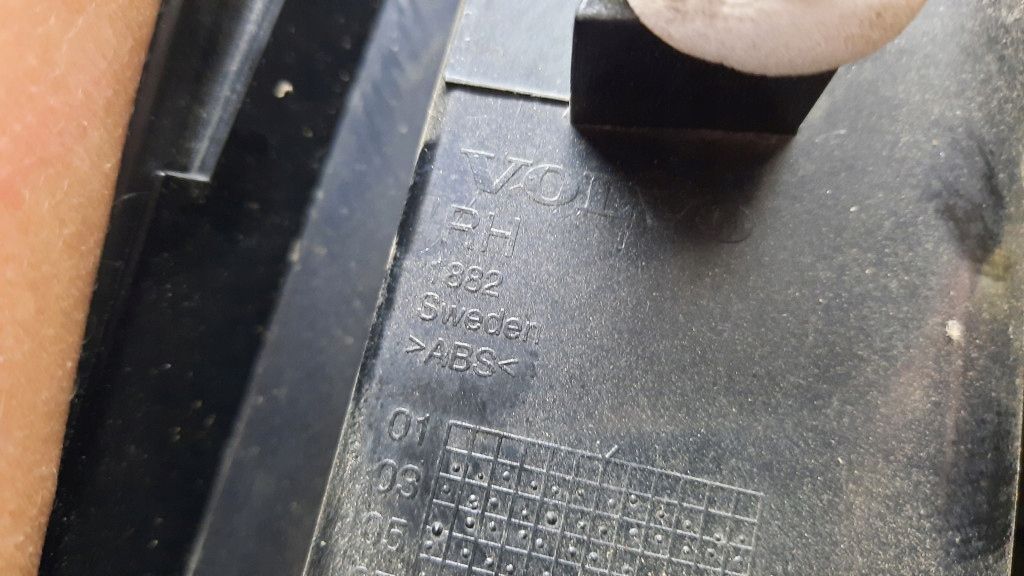 VOLVO
RH
1882
Sweden
>ABS<
01
03
05